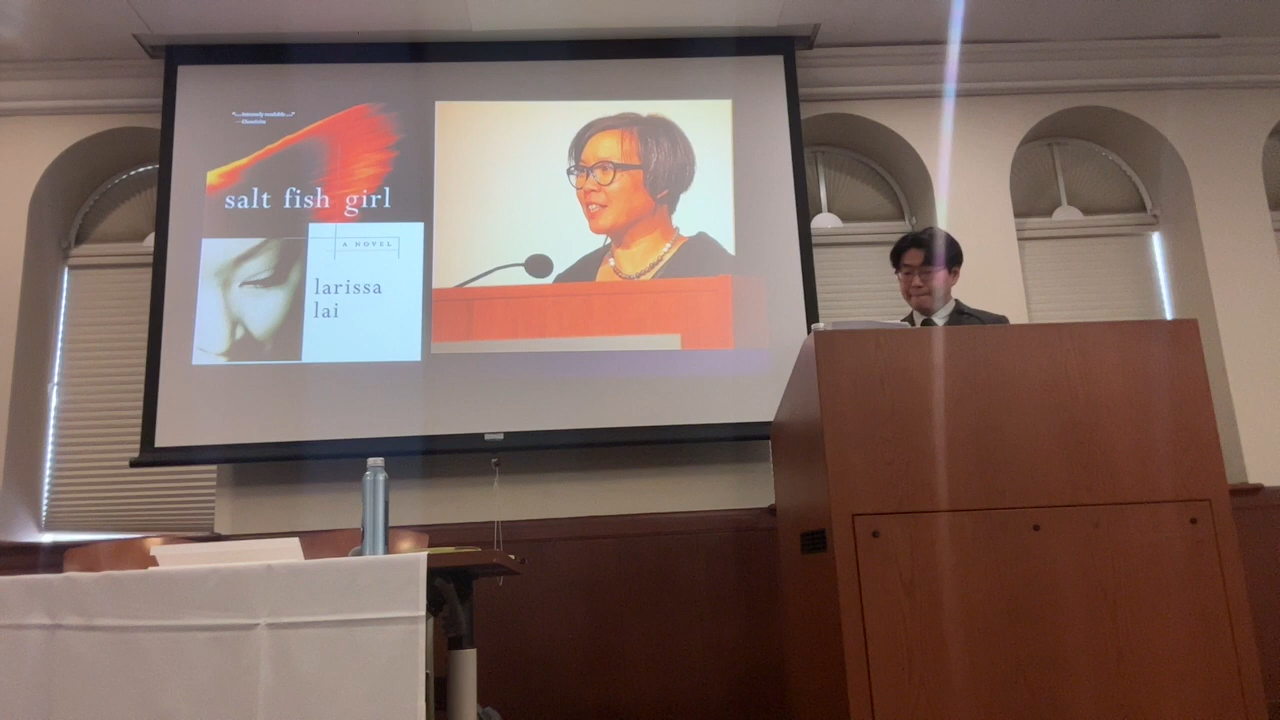 "... intensely readable ..."
salt fish girl
A NOVEL
larissa
lai